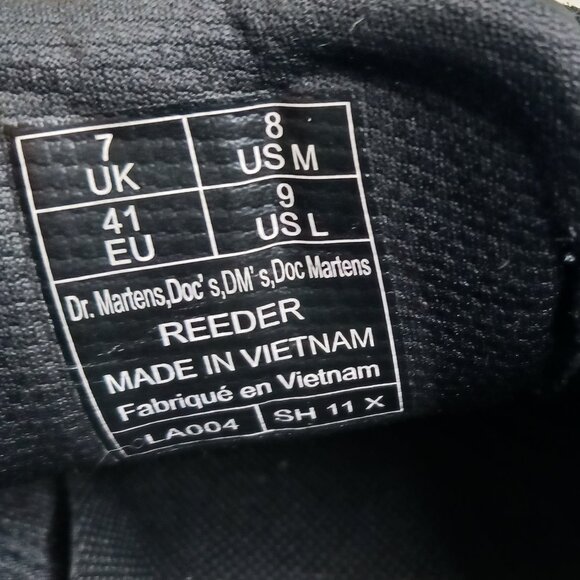 7 UK
8 US M
41 EU
9 US L
Dr. Martens,Doc's,DM's,Doc Martens
REEDER
MADE IN VIETNAM
Fabriqué en Vietnam
LA004 SH 11 X